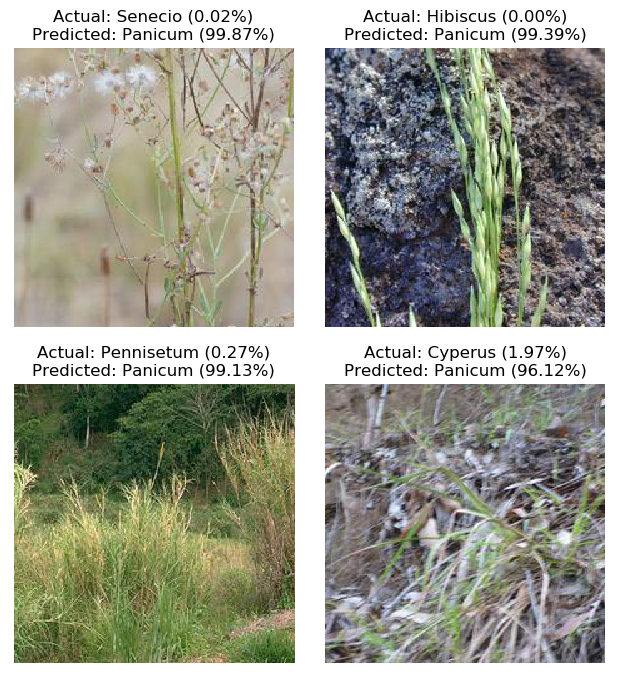 Actual: Senecio (0.02%)
Predicted: Panicum (99.87%)
Actual: Hibiscus (0.00%)
Predicted: Panicum (99.39%)
Actual: Pennisetum (0.27%)
Predicted: Panicum (99.13%)
Actual: Cyperus (1.97%)
Predicted: Panicum (96.12%)